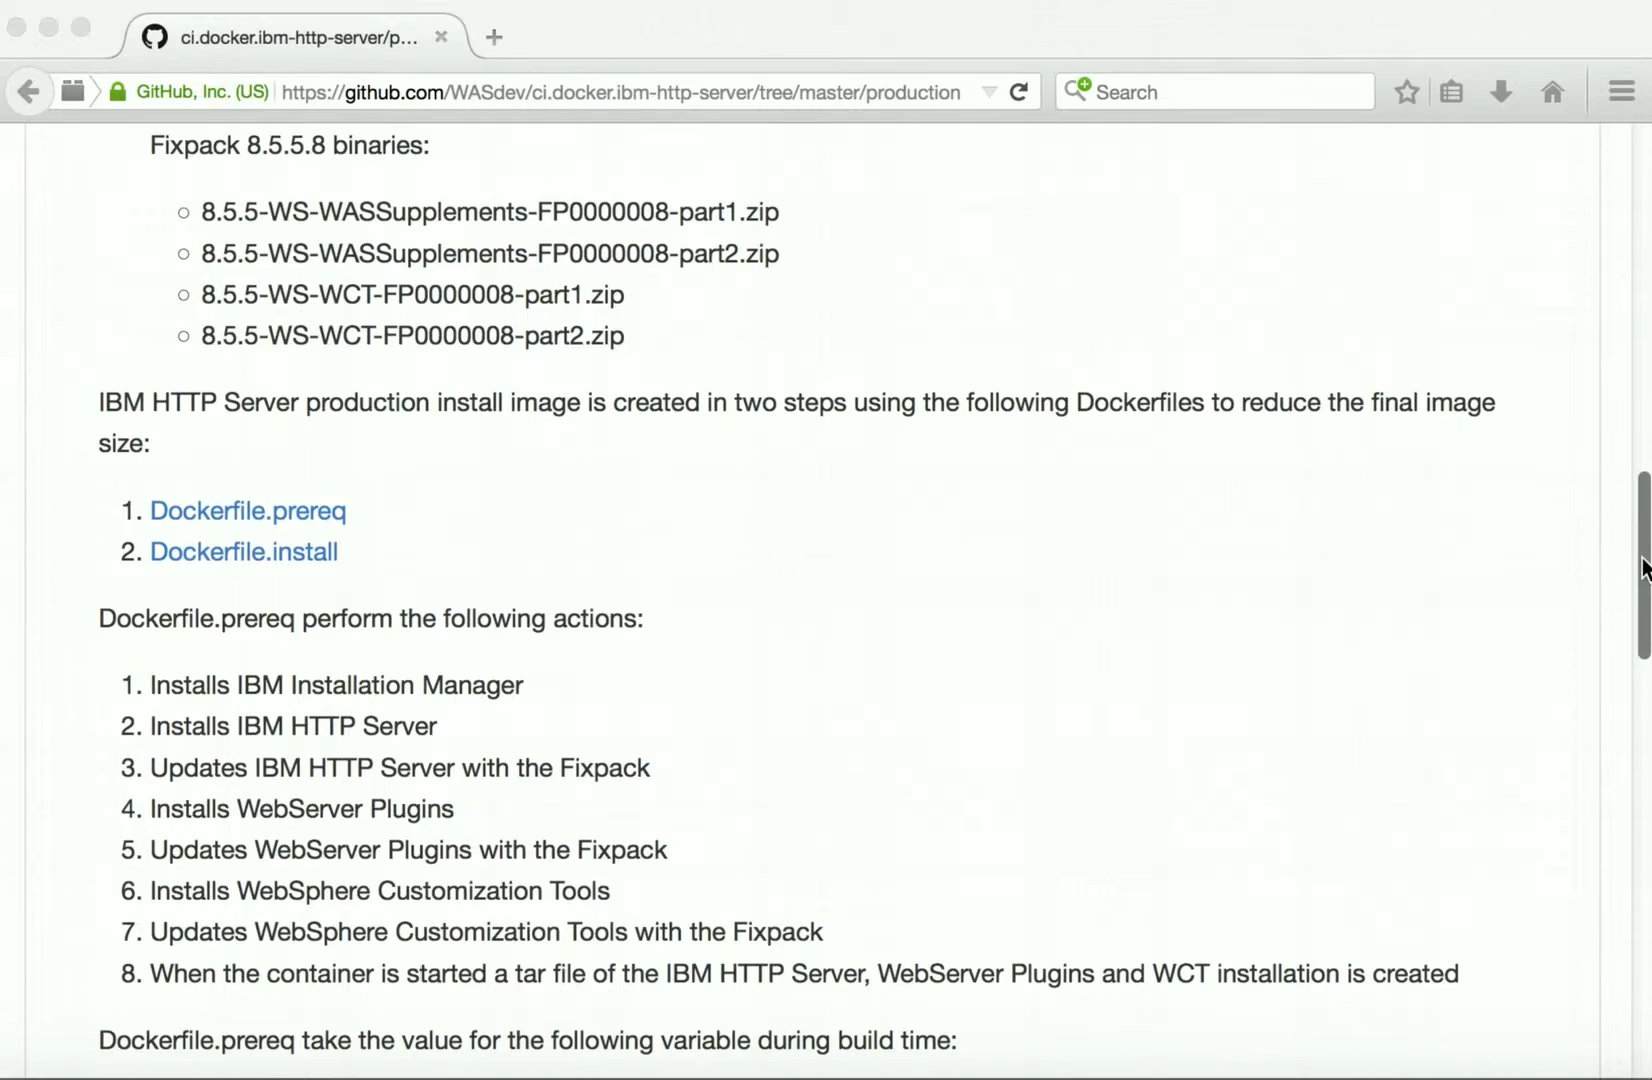 ci.docker.ibm-http-server/p...
GitHub, Inc. (US) https://github.com/WASdev/ci.docker.ibm-http-server/tree/master/production Search
Fixpack 8.5.5.8 binaries:
8.5.5-WS-WASSupplements-FP0000008-part1.zip
8.5.5-WS-WASSupplements-FP0000008-part2.zip
8.5.5-WS-WCT-FP0000008-part1.zip
8.5.5-WS-WCT-FP0000008-part2.zip
IBM HTTP Server production install image is created in two steps using the following Dockerfiles to reduce the final image
size:
1. Dockerfile.prereq
2. Dockerfile.install
Dockerfile.prereq perform the following actions:
1. Installs IBM Installation Manager
2. Installs IBM HTTP Server
3. Updates IBM HTTP Server with the Fixpack
4. Installs WebServer Plugins
5. Updates WebServer Plugins with the Fixpack
6. Installs WebSphere Customization Tools
7. Updates WebSphere Customization Tools with the Fixpack
8. When the container is started a tar file of the IBM HTTP Server, WebServer Plugins and WCT installation is created
Dockerfile.prereq take the value for the following variable during build time: